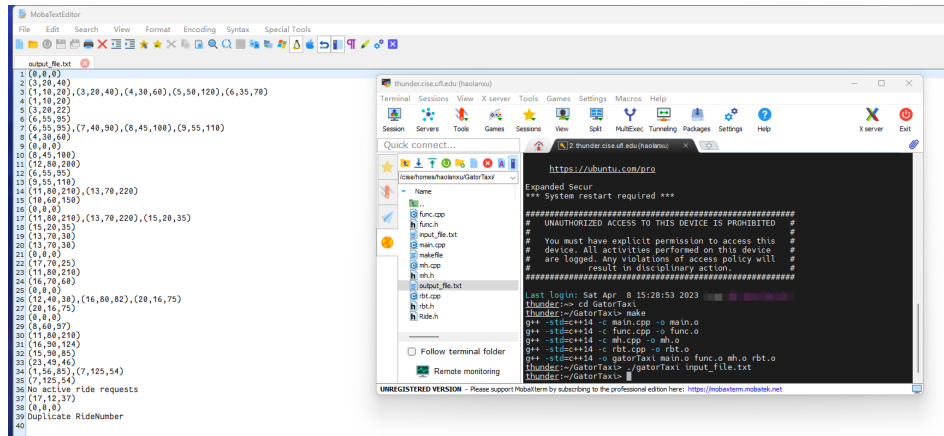 MobaTextEditor
File Edit Search View Format Encoding Syntax Special Tools
output_file.txt
1 (0,0,0)
2 (3,20,40)
3 (1,10,20),(3,20,40),(4,30,60),(5,50,120),(6,35,70)
4 (1,10,20)
5 (3,20,22)
6 (6,55,95)
7 (6,55,95),(7,40,90),(8,45,100),(9,55,110)
8 (4,30,60)
9 (0,0,0)
10 (8,45,100)
11 (12,80,200)
12 (6,55,95)
13 (9,55,110)
14 (11,80,210),(13,70,220)
15 (10,60,150)
16 (0,0,0)
17 (11,80,210),(13,70,220),(15,20,35)
18 (15,20,35)
19 (13,70,30)
20 (13,70,30)
21 (0,0,0)
22 (17,70,25)
23 (11,80,210)
24 (16,70,60)
25 (0,0,0)
26 (12,40,30),(16,80,82),(20,16,75)
27 (20,16,75)
28 (0,0,0)
29 (8,60,97)
30 (11,80,210)
31 (16,90,124)
32 (15,90,85)
33 (23,49,46)
34 (1,56,85),(7,125,54)
35 (7,125,54)
36 No active ride requests
37 (17,12,37)
38 (0,0,0)
39 Duplicate RideNumber
40
thunder.cise.ufl.edu (haolanxu)
Terminal Sessions View X server Tools Games Settings Macros Help
Session Servers Tools Games Sessions View Split MultiExec Tunneling Packages Settings Help X server Exit
Quick connect...
2. thunder.cise.ufl.edu (haolanxu)
/cise/homes/haolanxu/GatorTaxi/
Name
..
func.cpp
func.h
input_file.txt
main.cpp
makefile
mh.cpp
mh.h
output_file.txt
rbt.cpp
rbt.h
Ride.h
Follow terminal folder
Remote monitoring
https://ubuntu.com/pro
Expanded Secur
*** System restart required ***
###########################################################
# UNAUTHORIZED ACCESS TO THIS DEVICE IS PROHIBITED #
# #
# You must have explicit permission to access this #
# device. All activities performed on this device #
# are logged. Any violations of access policy will #
# result in disciplinary action. #
###########################################################
Last login: Sat Apr 8 15:28:53 2023
thunder:~> cd GatorTaxi
thunder:~/GatorTaxi> make
g++ -std=c++14 -c main.cpp -o main.o
g++ -std=c++14 -c func.cpp -o func.o
g++ -std=c++14 -c mh.cpp -o mh.o
g++ -std=c++14 -c rbt.cpp -o rbt.o
g++ -std=c++14 -o gatorTaxi main.o func.o mh.o rbt.o
thunder:~/GatorTaxi> ./gatorTaxi input_file.txt
thunder:~/GatorTaxi>
UNREGISTERED VERSION - Please support MobaXterm by subscribing to the professional edition here: https://mobaxterm.mobatek.net